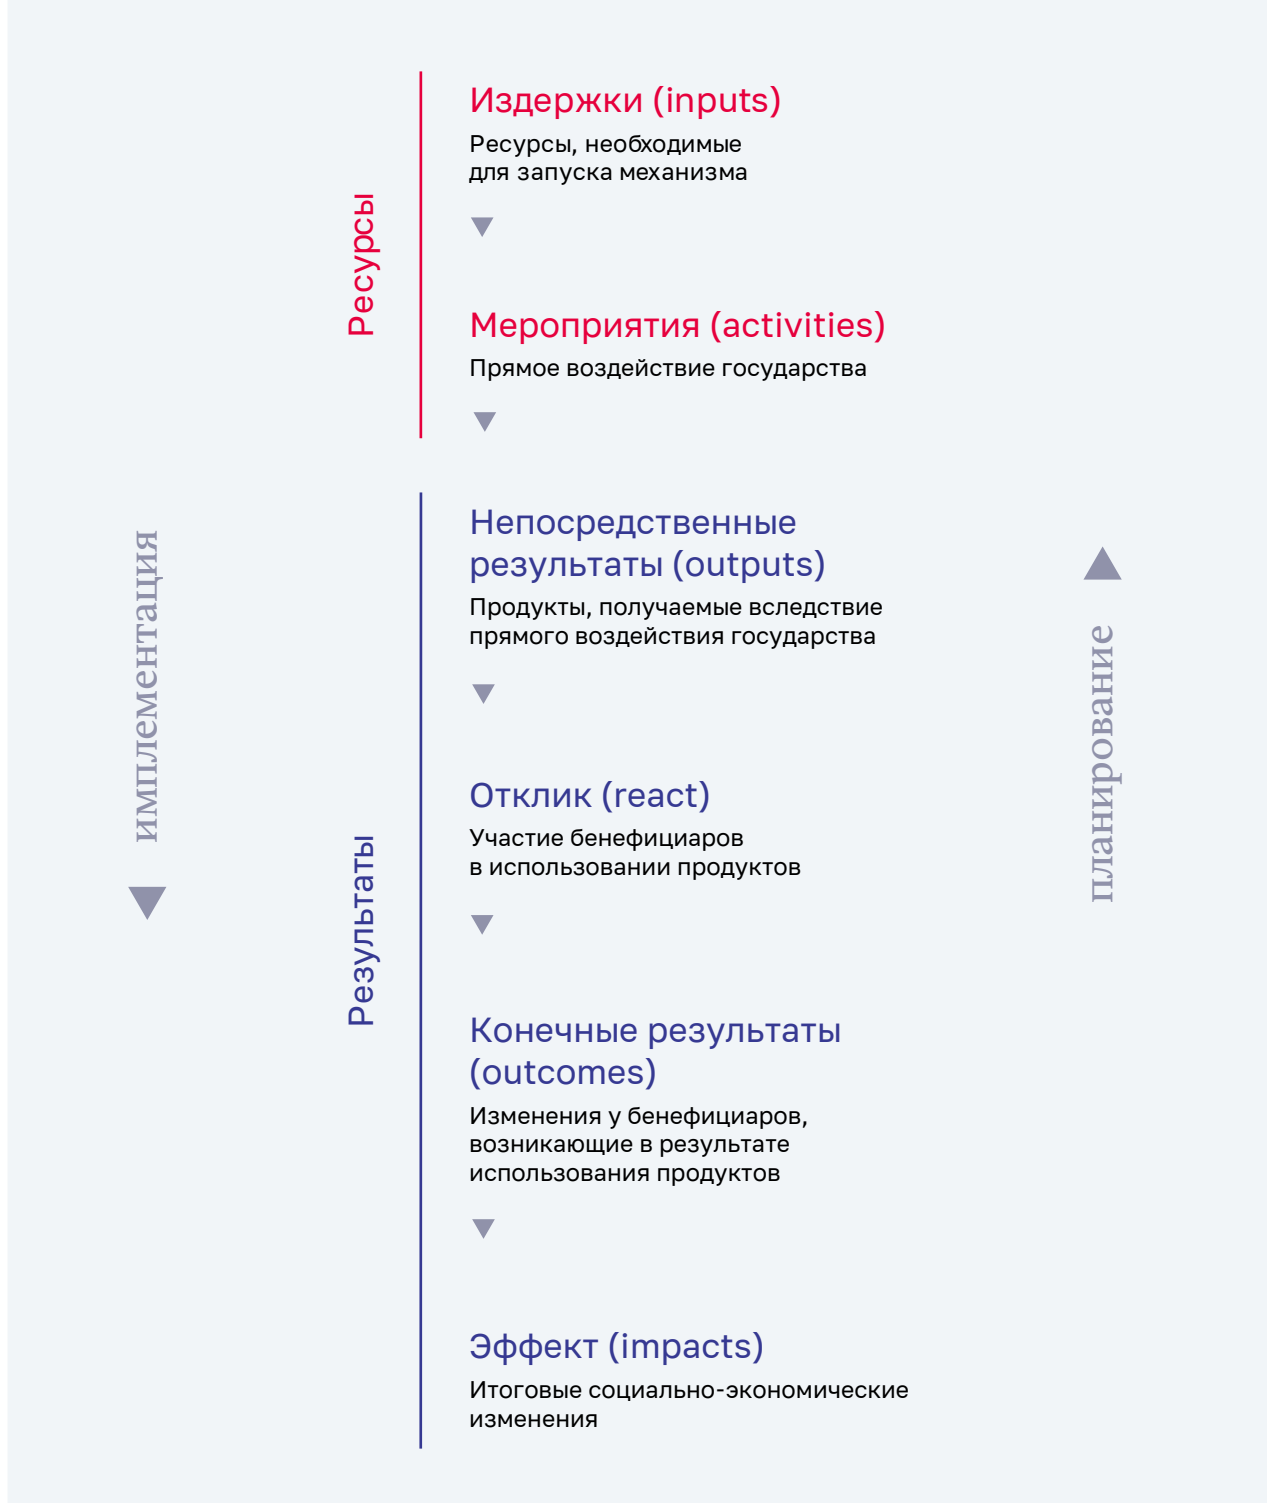 Ресурсы
Издержки (inputs)
Ресурсы, необходимые
для запуска механизма
Мероприятия (activities)
Прямое воздействие государства
имплементация
Результаты
Непосредственные
результаты (outputs)
Продукты, получаемые вследствие
прямого воздействия государства
Отклик (react)
Участие бенефициаров
в использовании продуктов
Конечные результаты
(outcomes)
Изменения у бенефициаров,
возникающие в результате
использования продуктов
Эффект (impacts)
Итоговые социально-экономические
изменения
планирование